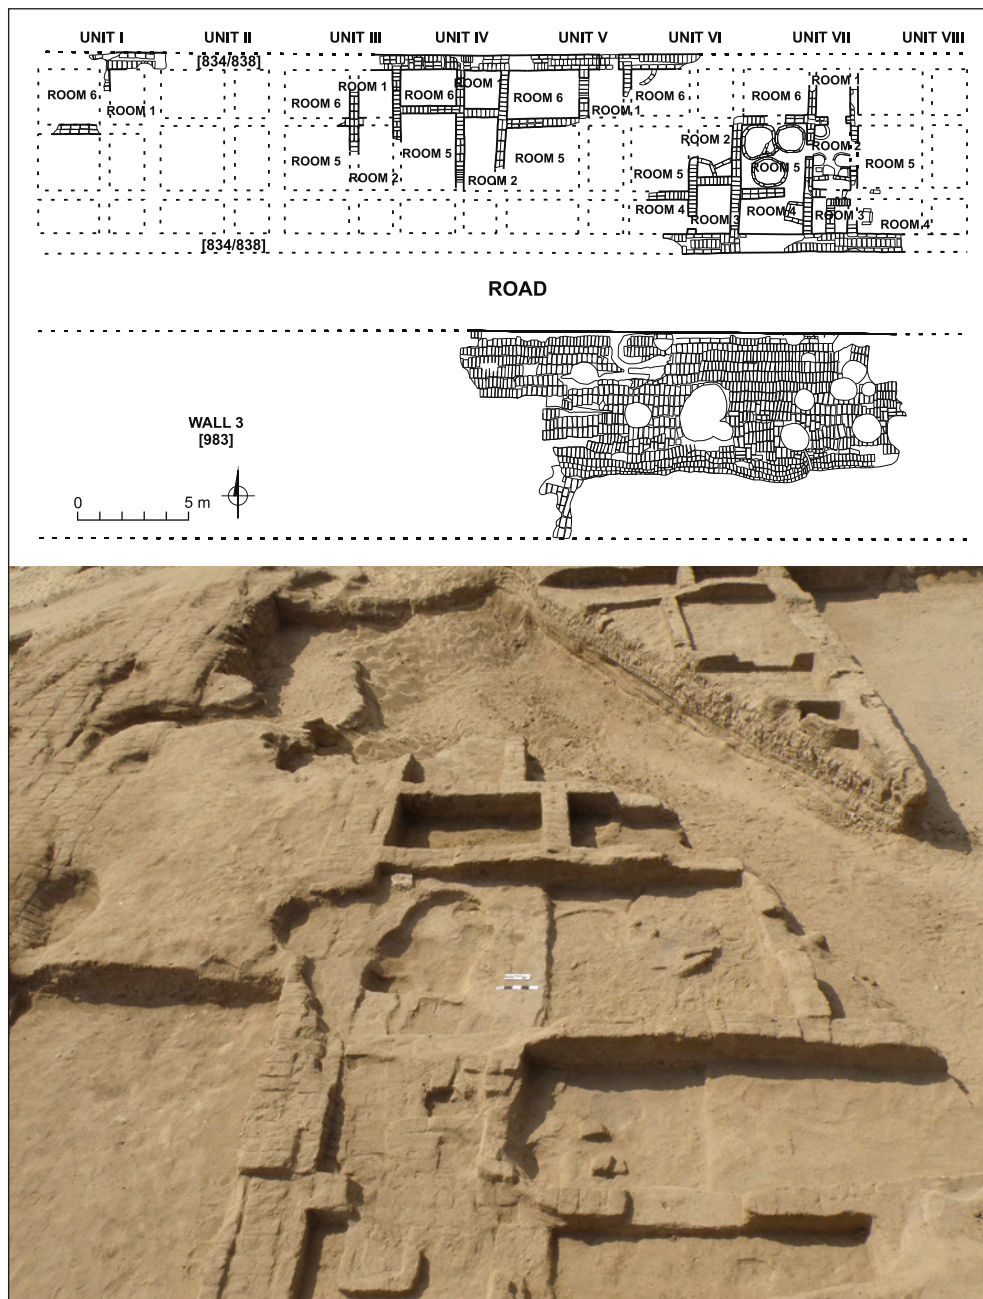 UNIT I UNIT II UNIT III UNIT IV UNIT V UNIT VI UNIT VII UNIT VIII
[834/838]
ROOM 6 ROOM 1 ROOM 6 ROOM 1 ROOM 6 ROOM 1 ROOM 6 ROOM 1 ROOM 6 ROOM 6 ROOM 1
ROOM 5 ROOM 2 ROOM 5 ROOM 2 ROOM 5 ROOM 2 ROOM 5 ROOM 5 ROOM 2 ROOM 5
ROOM 4 ROOM 3 ROOM 4 ROOM 3 ROOM 4
[834/838]
ROAD
WALL 3
[983]
0 5 m